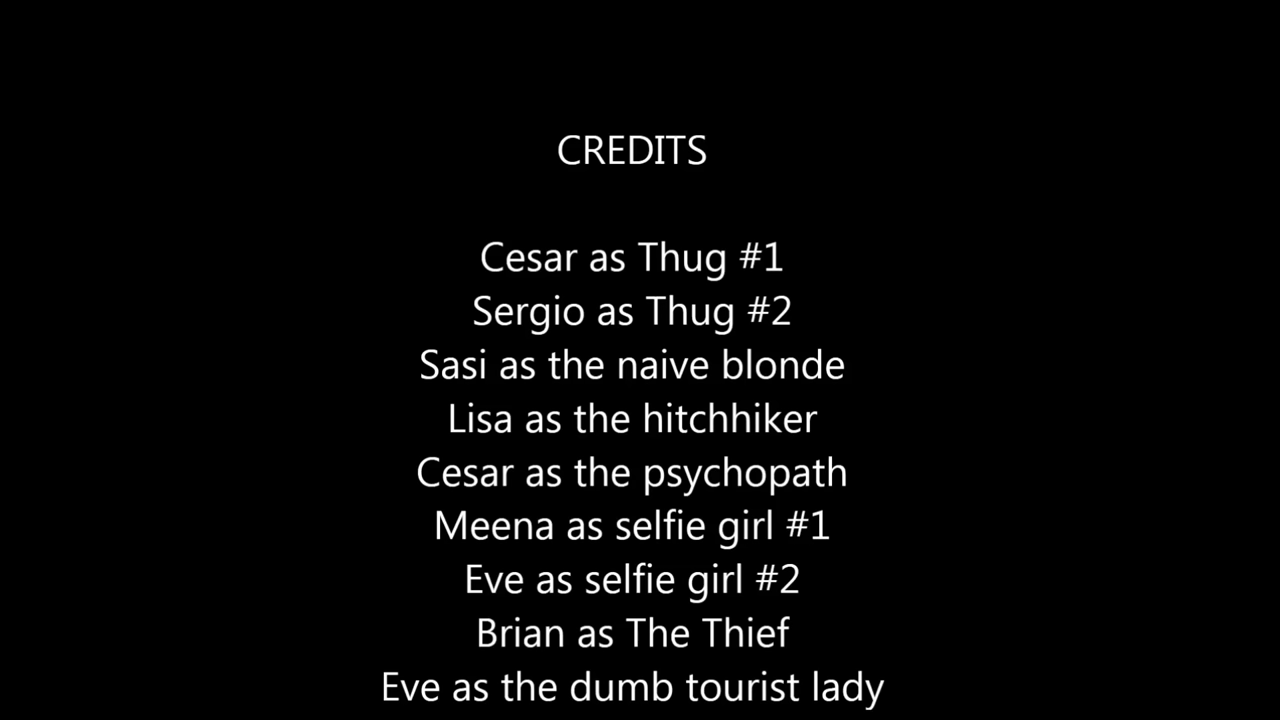 CREDITS
Cesar as Thug #1
Sergio as Thug #2
Sasi as the naive blonde
Lisa as the hitchhiker
Cesar as the psychopath
Meena as selfie girl #1
Eve as selfie girl #2
Brian as The Thief
Eve as the dumb tourist lady